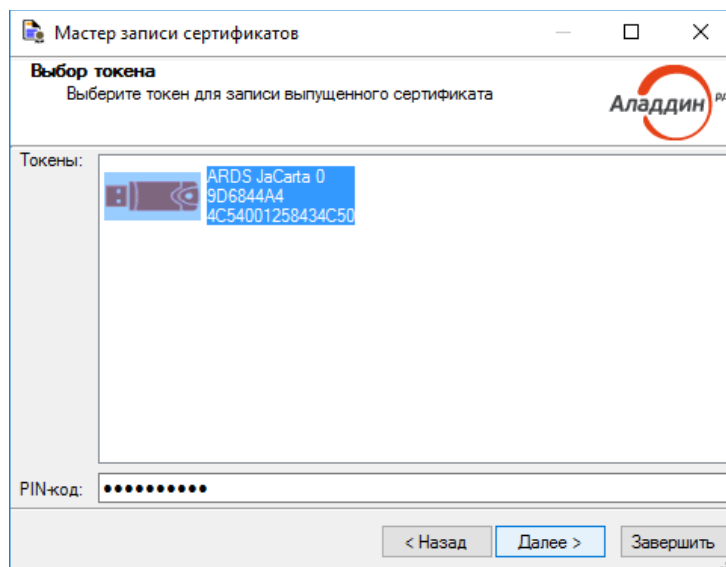 Мастер записи сертификатов
Выбор токена
Выберите токен для записи выпущенного сертификата
Аладдин
Токены:
ARDS JaCarta 0
9D6844A4
4C54001258434C50
PIN-код: ••••••••••
< Назад
Далее >
Завершить